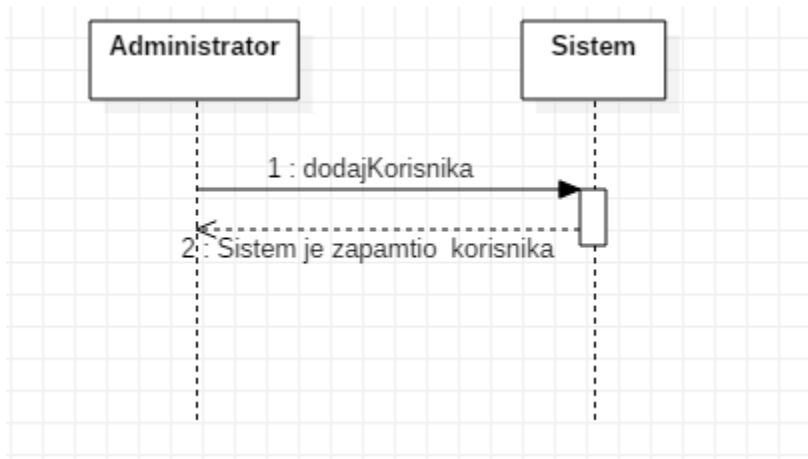 Administrator
Sistem
1 : dodajKorisnika
2 : Sistem je zapamtio  korisnika